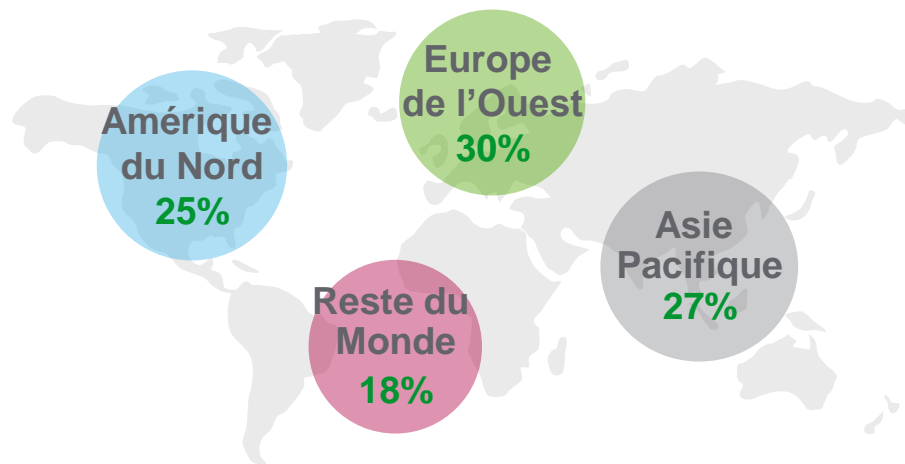 Amérique
du Nord
25%
Europe
de l’Ouest
30%
Asie
Pacifique
27%
Reste du
Monde
18%